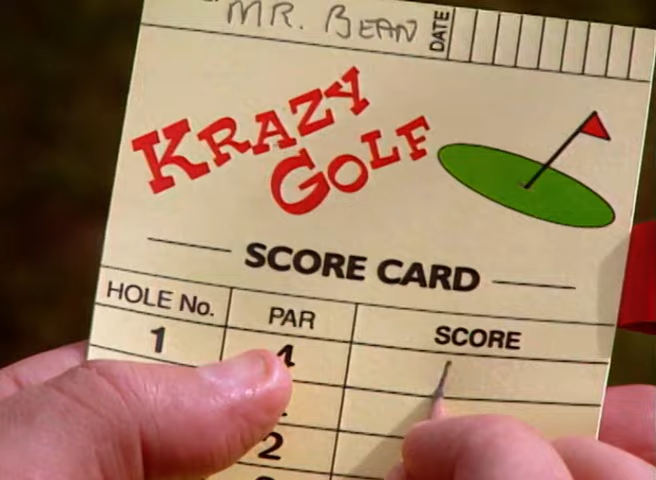 MR. BEAN DATE
KRAZY
GOLF
SCORE CARD
HOLE No. PAR SCORE
1 4
2